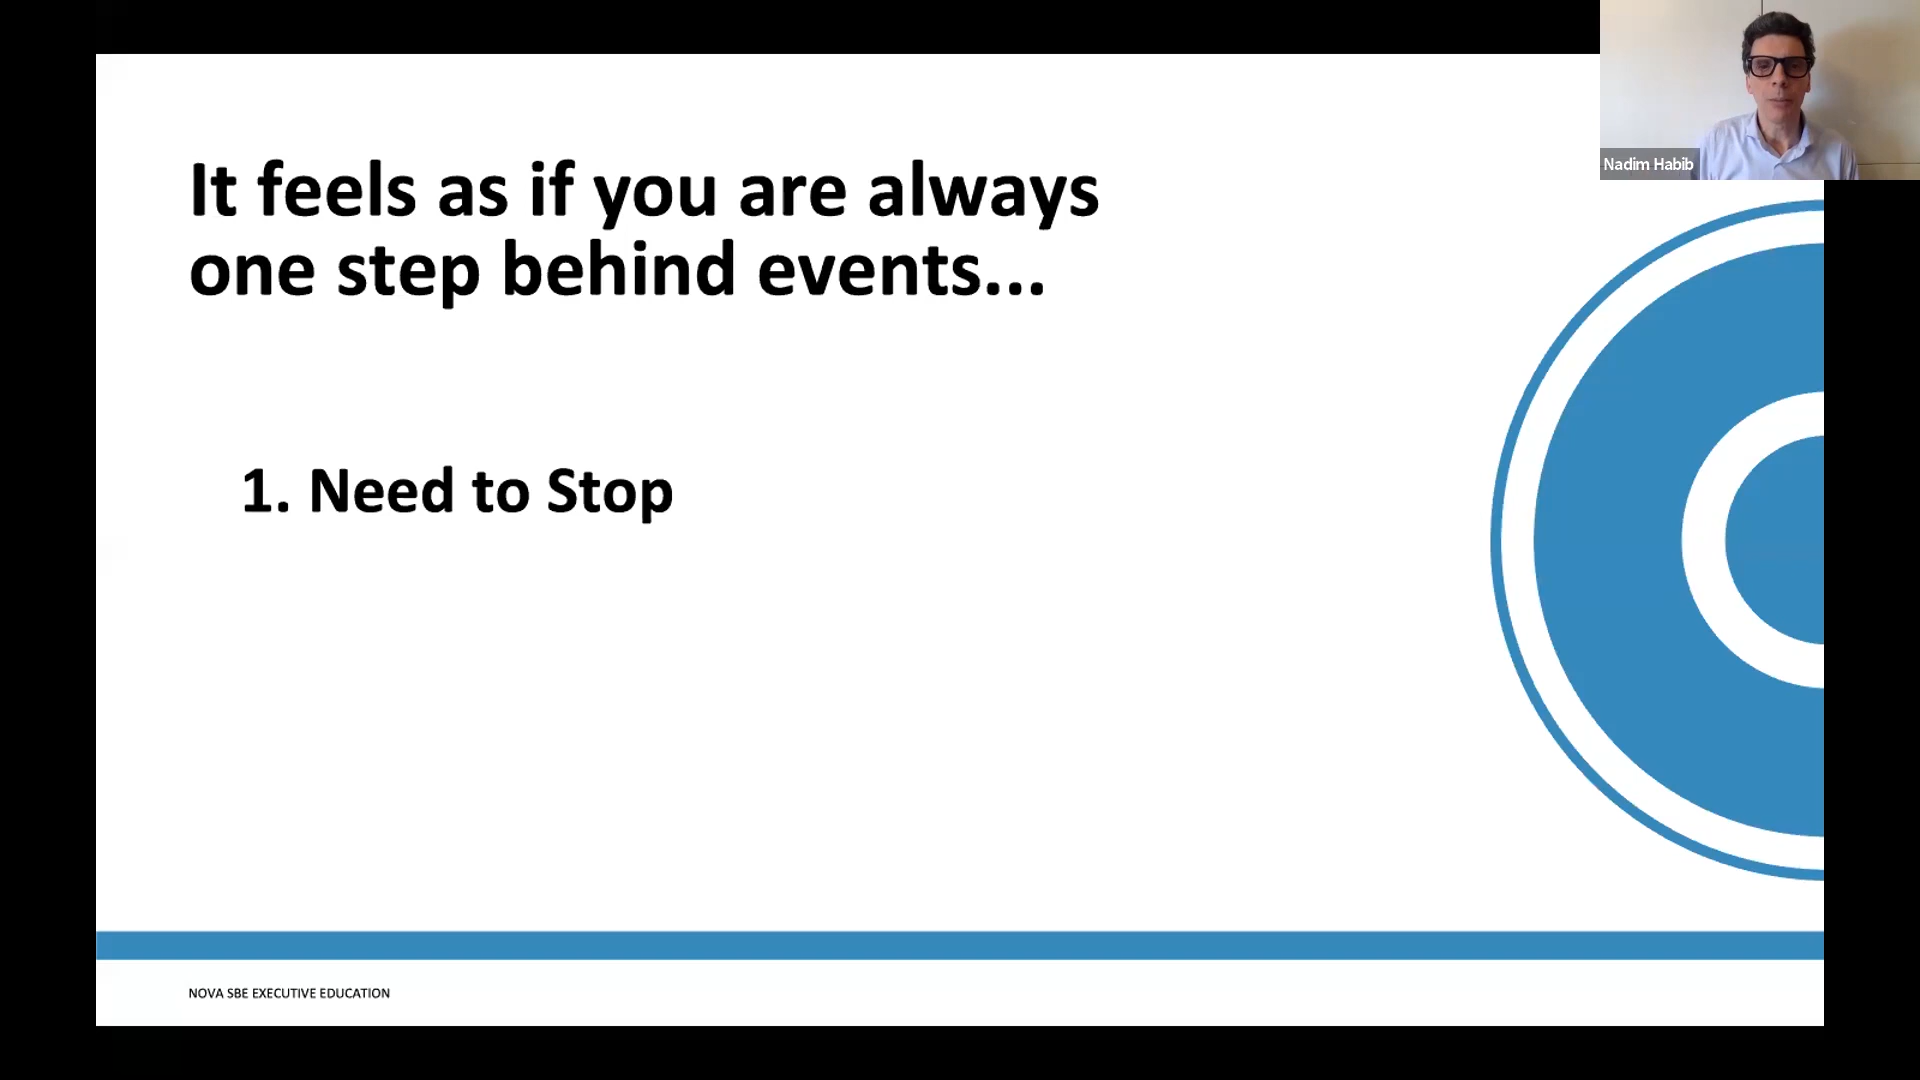 Nadim Habib
It feels as if you are always
one step behind events...
1. Need to Stop
NOVA SBE EXECUTIVE EDUCATION